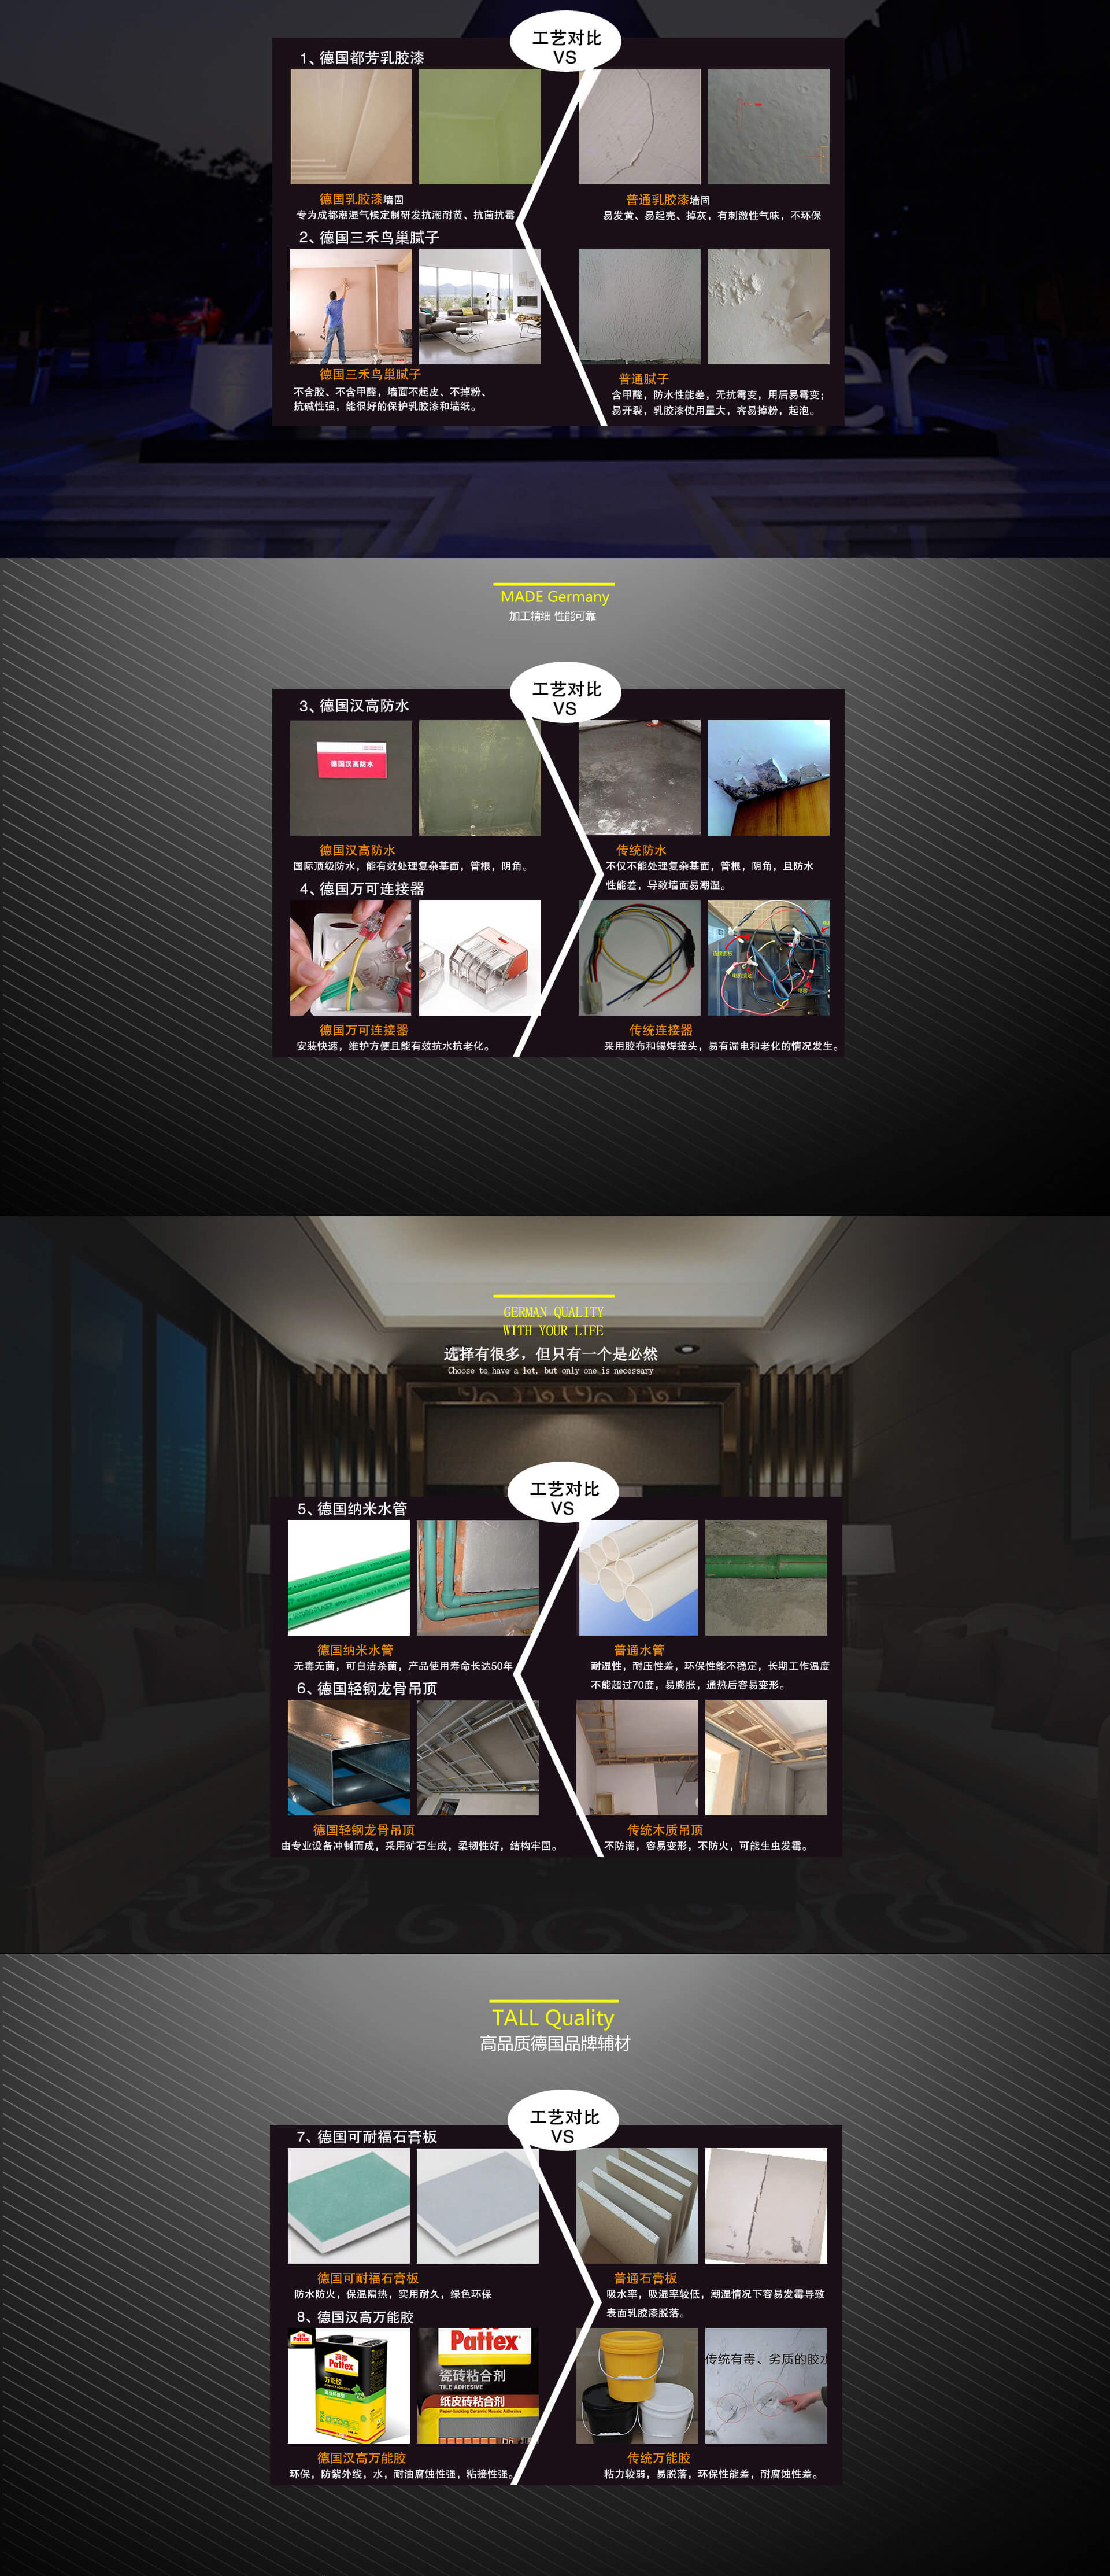 工艺对比
VS
1、德国都芳乳胶漆
德国乳胶漆墙固
专为成都潮湿气候定制研发抗潮耐黄、抗菌抗霉
普通乳胶漆墙固
易发黄、易起壳、掉灰，有刺激性气味，不环保
2、德国三禾鸟巢腻子
德国三禾鸟巢腻子
不含胶、不含甲醛，墙面不起皮、不掉粉、
抗碱性强，能很好的保护乳胶漆和墙纸。
普通腻子
含甲醛，防水性能差，无抗霉变，用后易霉变；
易开裂，乳胶漆使用量大，容易掉粉，起泡。
er
MADE Germany
加工精细 性能可靠
工艺对比
VS
3、德国汉高防水
德国汉高防水
德国汉高防水
国际顶级防水，能有效处理复杂基面，管根，阴角。
传统防水
不仅不能处理复杂基面，管根，阴角，且防水
性能差，导致墙面易潮湿。
4、德国万可连接器
德国万可连接器
安装快速，维护方便且能有效抗水抗老化。
传统连接器
采用胶布和锡焊接头，易有漏电和老化的情况发生。
GERMAN QUALITY
WITH YOUR LIFE
选择有很多，但只有一个是必然
Choose to have a lot, but only one is necessary
工艺对比
VS
5、德国纳米水管
德国纳米水管
无毒无菌，可自洁杀菌，产品使用寿命长达50年
普通水管
耐湿性，耐压性差，环保性能不稳定，长期工作温度
不能超过70度，易膨胀，通热后容易变形。
6、德国轻钢龙骨吊顶
德国轻钢龙骨吊顶
由专业设备冲制而成，采用矿石生成，柔韧性好，结构牢固。
传统木质吊顶
不防潮，容易变形，不防火，可能生虫发霉。
TALL Quality
高品质德国品牌辅材
工艺对比
VS
7、德国可耐福石膏板
德国可耐福石膏板
防水防火，保温隔热，实用耐久，绿色环保
普通石膏板
吸水率，吸湿率较低，潮湿情况下容易发霉导致
表面乳胶漆脱落。
8、德国汉高万能胶
Pattex
百得
Pattex
万能胶
Pattex
瓷砖粘合剂
TILE ADHESIVE
纸皮砖粘合剂
Paper-backing Ceramic Mosaic Adhesive
传统有毒、劣质的胶水
德国汉高万能胶
环保，防紫外线，水，耐油腐蚀性强，粘接性强。
传统万能胶
粘力较弱，易脱落，环保性能差，耐腐蚀性差。